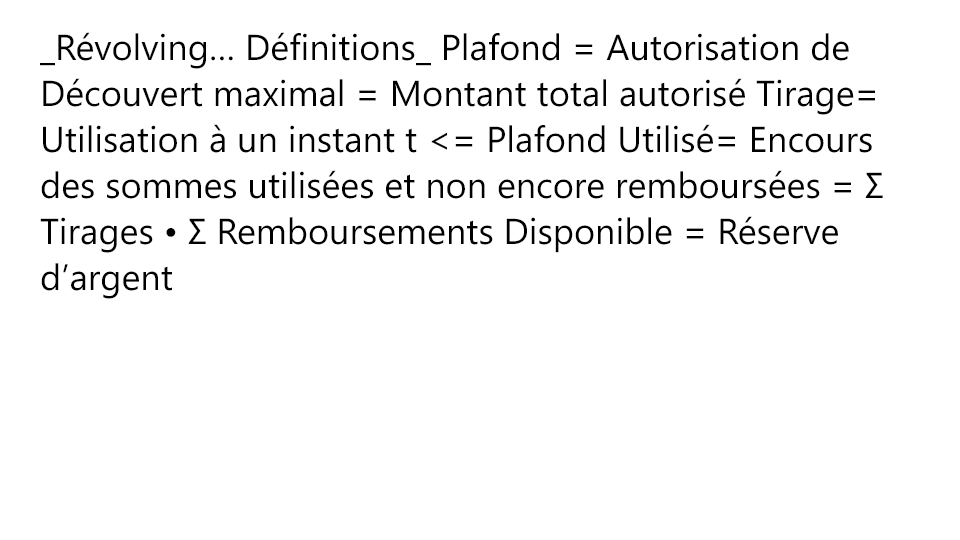 _Révolving… Définitions_ Plafond = Autorisation de
Découvert maximal = Montant total autorisé Tirage=
Utilisation à un instant t <= Plafond Utilisé= Encours
des sommes utilisées et non encore remboursées = Σ
Tirages • Σ Remboursements Disponible = Réserve
d’argent